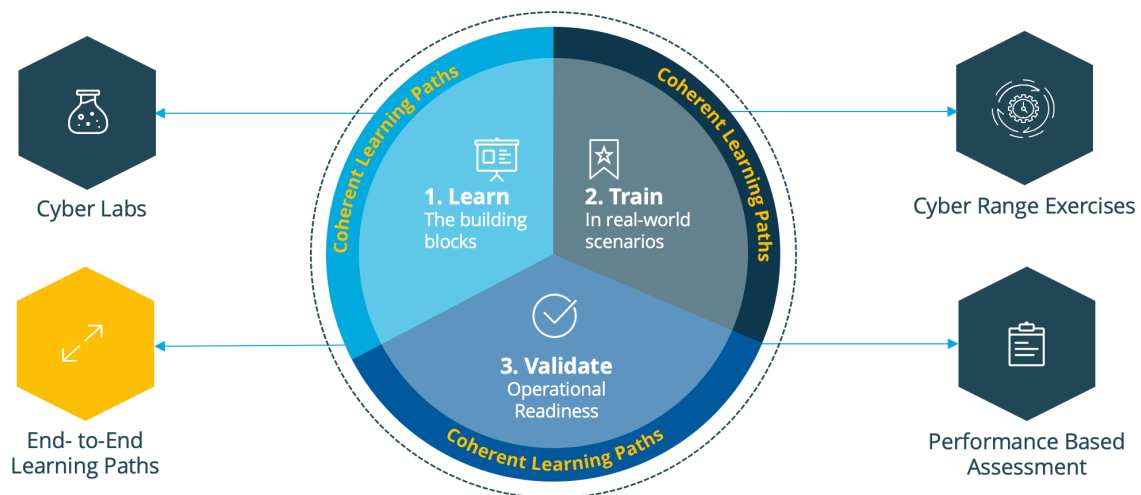 Coherent Learning Paths
Coherent Learning Paths
1. Learn
The building
blocks
2. Train
In real-world
scenarios
3. Validate
Operational
Readiness
Coherent Learning Paths
Cyber Labs
Cyber Range Exercises
End- to-End
Learning Paths
Performance Based
Assessment